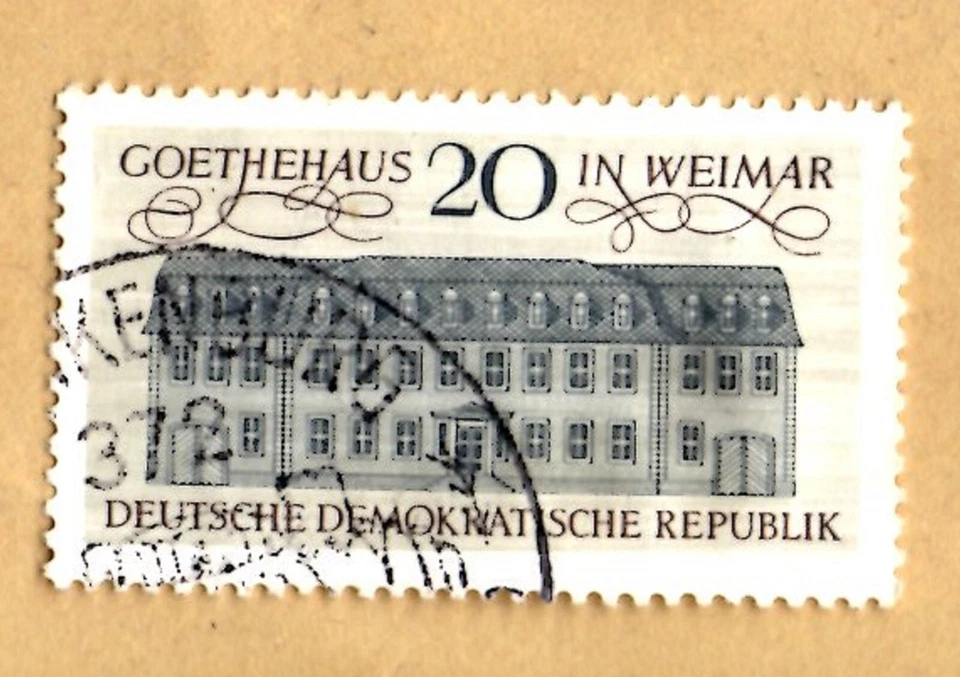 GOETHEHAUS 20 IN WEIMAR
DEUTSCHE DEMOKRATISCHE REPUBLIK